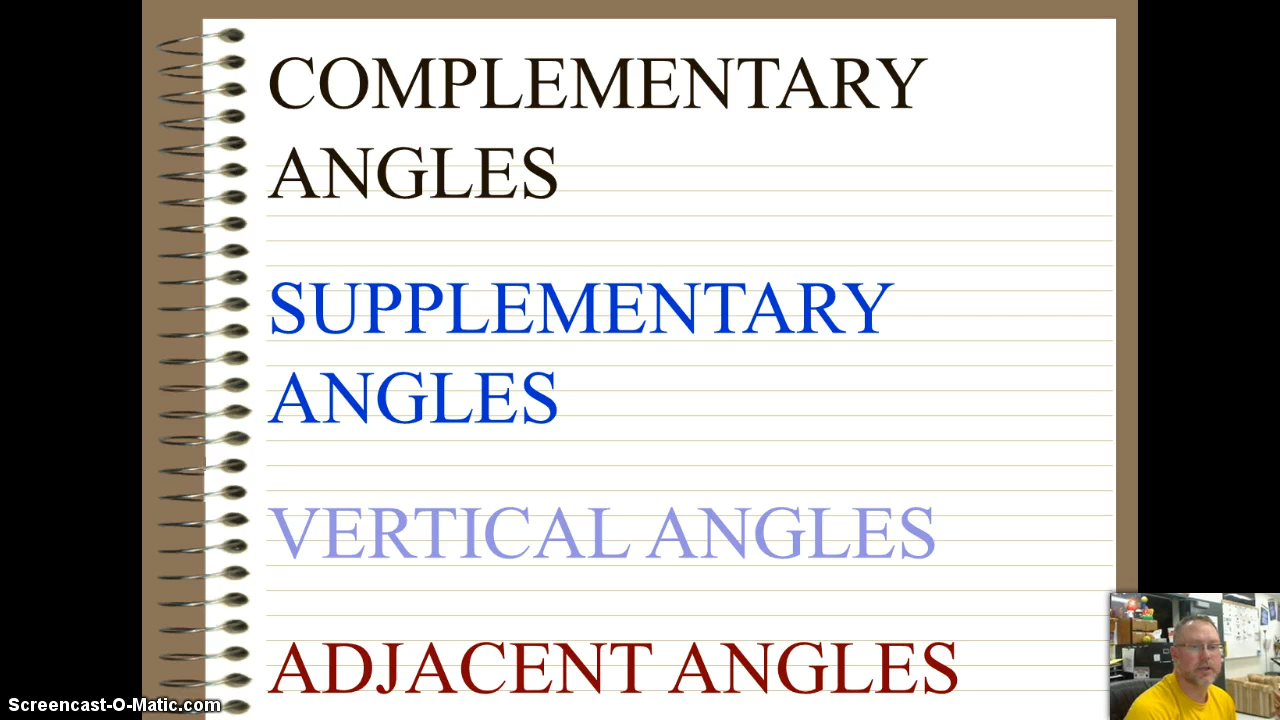 COMPLEMENTARY
ANGLES
SUPPLEMENTARY
ANGLES
VERTICAL ANGLES
ADJACENT ANGLES
Screencast-O-Matic.com